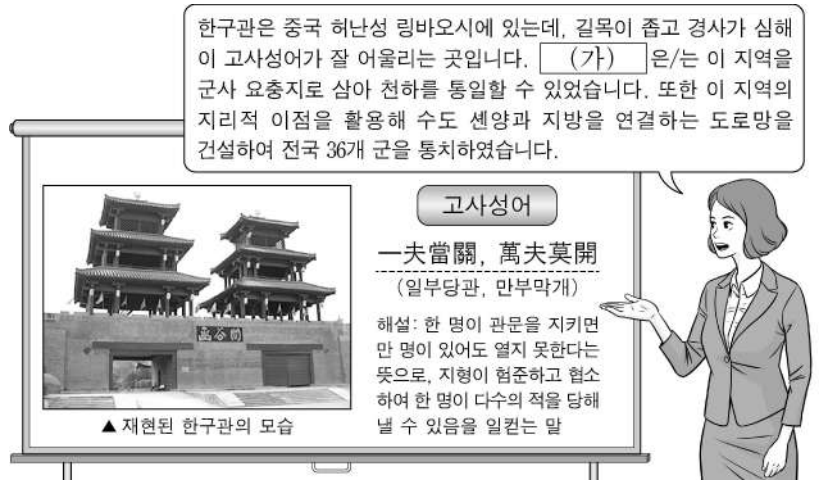 한구관은 중국 허난성 링바오시에 있는데, 길목이 좁고 경사가 심해
이 고사성어가 잘 어울리는 곳입니다. (가) 은/는 이 지역을
군사 요충지로 삼아 천하를 통일할 수 있었습니다. 또한 이 지역의
지리적 이점을 활용해 수도 셴양과 지방을 연결하는 도로망을
건설하여 전국 36개 군을 통치하였습니다.
고사성어
一夫當關, 萬夫莫開
(일부당관, 만부막개)
해설: 한 명이 관문을 지키면
만 명이 있어도 열지 못한다는
뜻으로, 지형이 험준하고 협소
하여 한 명이 다수의 적을 당해
낼 수 있음을 일컫는 말
函谷關
▲ 재현된 한구관의 모습